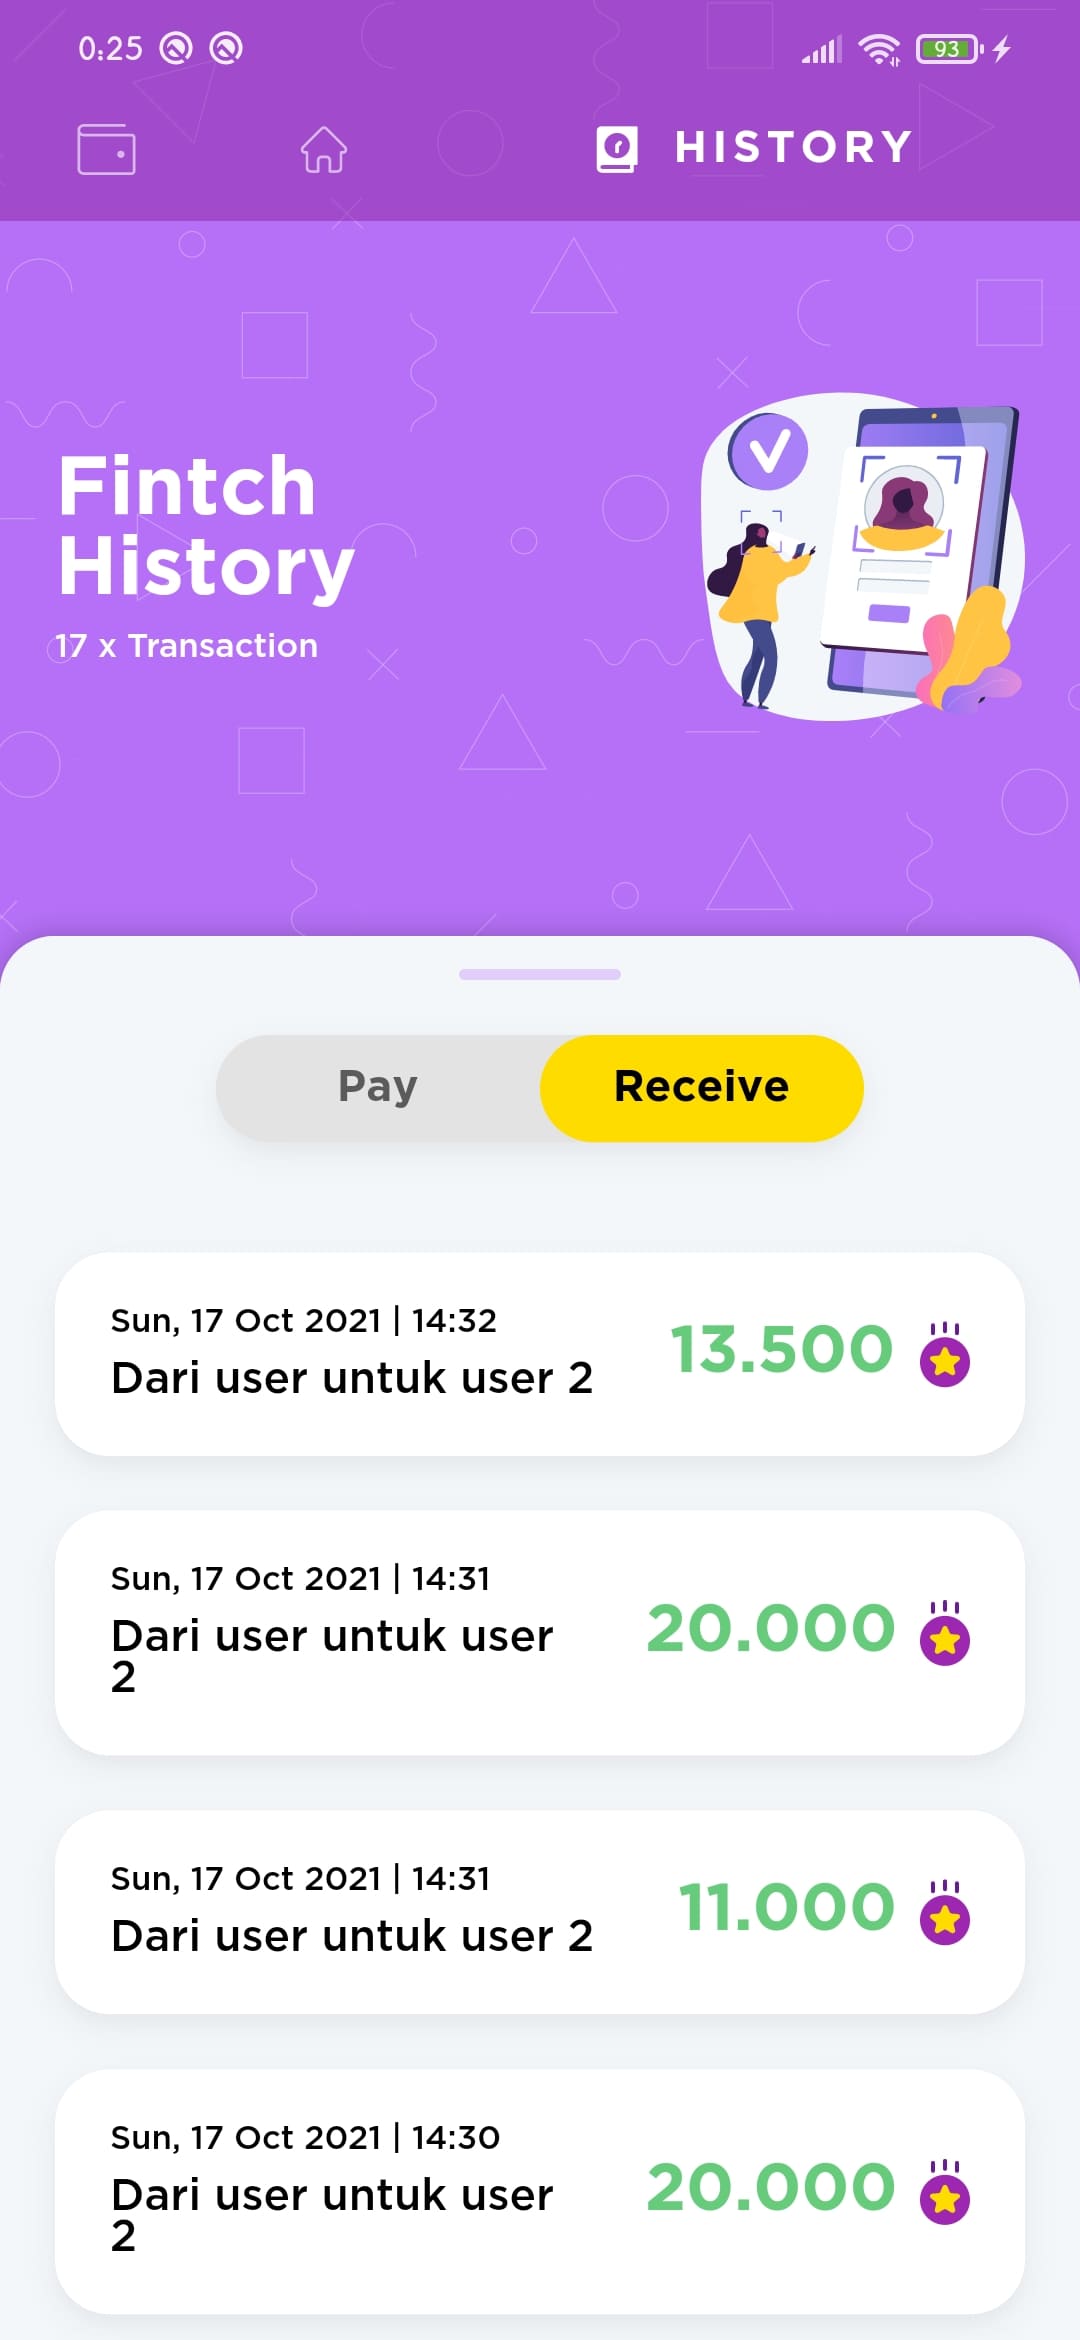 0:25
93
HISTORY
Fintch
History
17 x Transaction
Pay
Receive
Sun, 17 Oct 2021 | 14:32
Dari user untuk user 2
13.500
Sun, 17 Oct 2021 | 14:31
Dari user untuk user
2
20.000
Sun, 17 Oct 2021 | 14:31
Dari user untuk user 2
11.000
Sun, 17 Oct 2021 | 14:30
Dari user untuk user
2
20.000